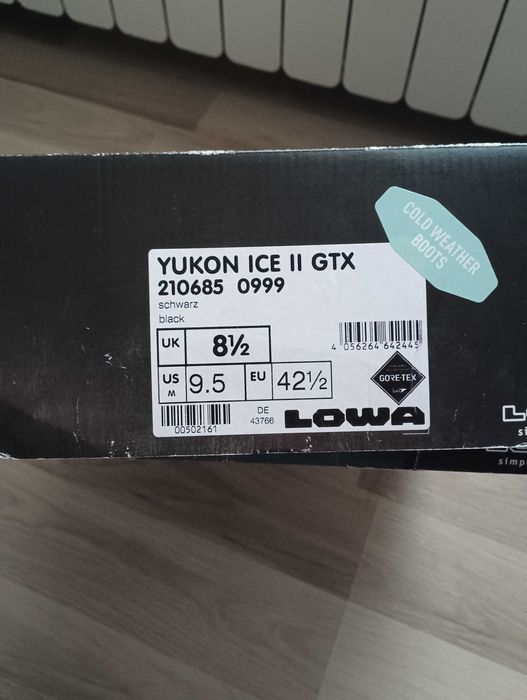 COLD WEATHER
BOOTS
YUKON ICE II GTX
210685 0999
schwarz
black
UK 8½
4 056264 642445
US M 9.5 EU 42½
GORE-TEX
00502161
DE
43766
LOWA
simp